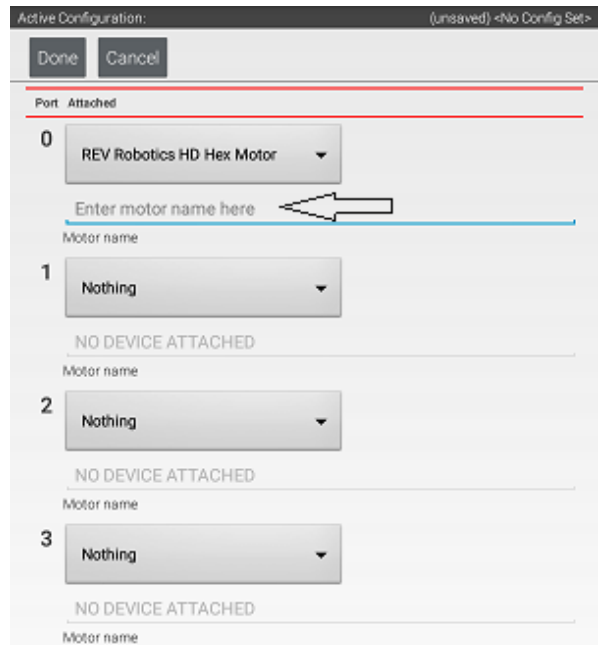 Active Configuration: (unsaved) <No Config Set>
Done Cancel
Port Attached
0 REV Robotics HD Hex Motor
Enter motor name here
Motor name
1 Nothing
NO DEVICE ATTACHED
Motor name
2 Nothing
NO DEVICE ATTACHED
Motor name
3 Nothing
NO DEVICE ATTACHED
Motor name